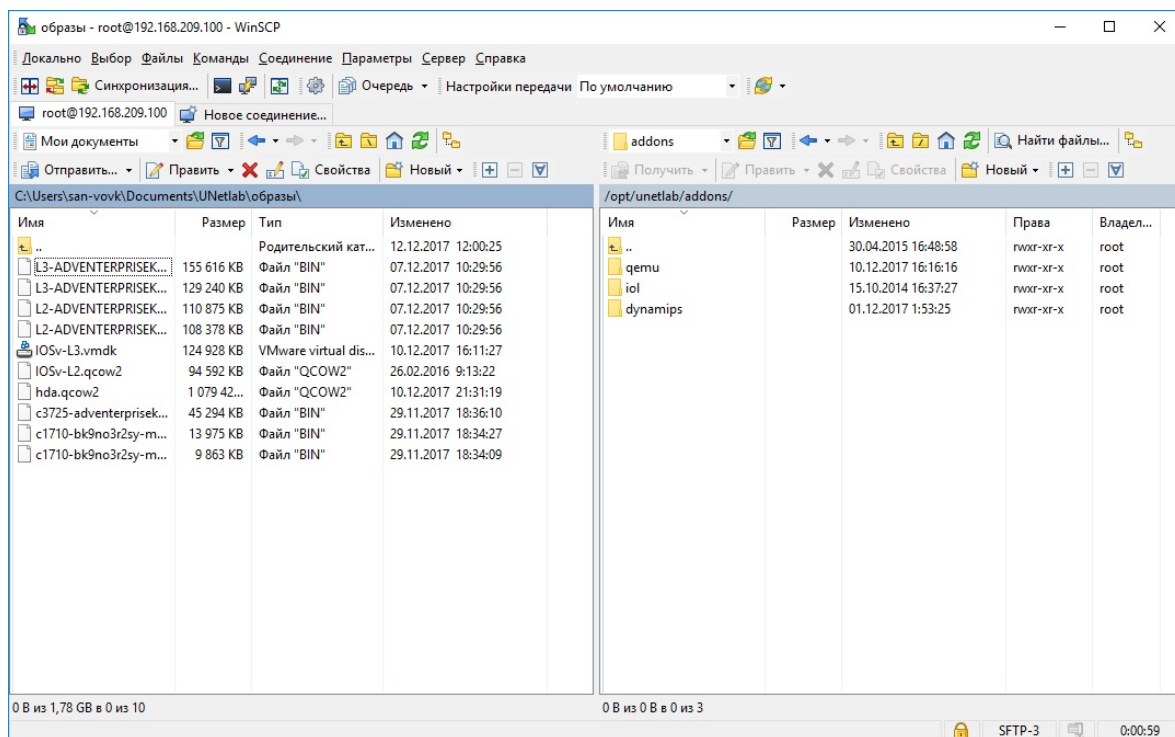 образы - root@192.168.209.100 - WinSCP
Локально Выбор Файлы Команды Соединение Параметры Сервер Справка
Синхронизация... Очередь Настройки передачи По умолчанию
root@192.168.209.100 Новое соединение...
Мои документы addons Найти файлы...
Отправить... Править Свойства Новый Получить Править Свойства Новый
C:\Users\san-vovk\Documents\UNetlab\образы\ /opt/unetlab/addons/
Имя Размер Тип Изменено Имя Размер Изменено Права Владел...
.. Родительский кат... 12.12.2017 12:00:25 .. 30.04.2015 16:48:58 rwxr-xr-x root
L3-ADVENTERPRISEK... 155 616 KB Файл "BIN" 07.12.2017 10:29:56 qemu 10.12.2017 16:16:16 rwxr-xr-x root
L3-ADVENTERPRISEK... 129 240 KB Файл "BIN" 07.12.2017 10:29:56 iol 15.10.2014 16:37:27 rwxr-xr-x root
L2-ADVENTERPRISEK... 110 875 KB Файл "BIN" 07.12.2017 10:29:56 dynamips 01.12.2017 1:53:25 rwxr-xr-x root
L2-ADVENTERPRISEK... 108 378 KB Файл "BIN" 07.12.2017 10:29:56
IOSv-L3.vmdk 124 928 KB VMware virtual dis... 10.12.2017 16:11:27
IOSv-L2.qcow2 94 592 KB Файл "QCOW2" 26.02.2016 9:13:22
hda.qcow2 1 079 42... Файл "QCOW2" 10.12.2017 21:31:19
c3725-adventerprisek... 45 294 KB Файл "BIN" 29.11.2017 18:36:10
c1710-bk9no3r2sy-m... 13 975 KB Файл "BIN" 29.11.2017 18:34:27
c1710-bk9no3r2sy-m... 9 863 KB Файл "BIN" 29.11.2017 18:34:09
0 B из 1,78 GB в 0 из 10 0 B из 0 B в 0 из 3
SFTP-3 0:00:59